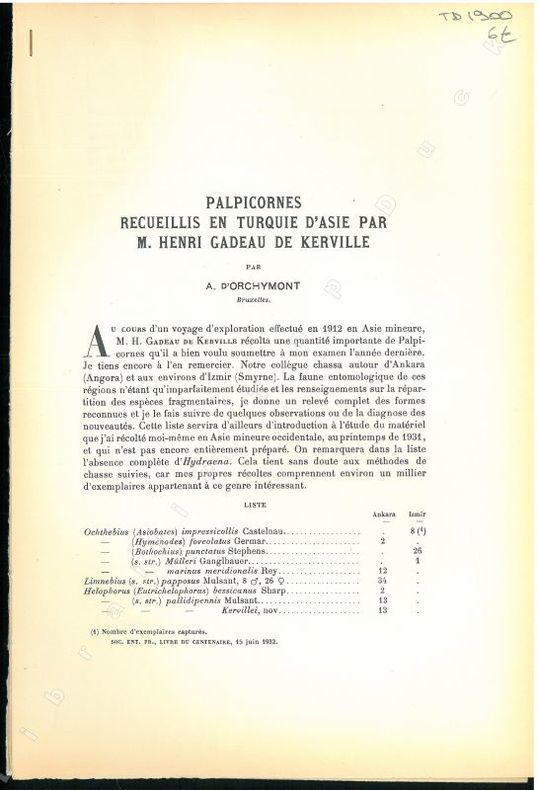 TD 1900
6t
PALPICORNES
RECUEILLIS EN TURQUIE D'ASIE PAR
M. HENRI GADEAU DE KERVILLE
PAR
A. D'ORCHYMONT
Bruxelles.
AU COURS d'un voyage d'exploration effectué en 1912 en Asie mineure,
M. H. GADEAU DE KERVILLE récolta une quantité importante de Palpi-
cornes qu'il a bien voulu soumettre à mon examen l'année dernière.
Je tiens encore à l'en remercier. Notre collègue chassa autour d'Ankara
(Angora) et aux environs d'Izmir (Smyrne). La faune entomologique de ces
régions n'étant qu'imparfaitement étudiée et les renseignements sur la répar-
tition des espèces fragmentaires, je donne un relevé complet des formes
reconnues et je le fais suivre de quelques observations ou de la diagnose des
nouveautés. Cette liste servira d'ailleurs d'introduction à l'étude du matériel
que j'ai récolté moi-même en Asie mineure occidentale, au printemps de 1931,
et qui n'est pas encore entièrement préparé. On remarquera dans la liste
l'absence complète d'Hydraena. Cela tient sans doute aux méthodes de
chasse suivies, car mes propres récoltes comprennent environ un millier
d'exemplaires appartenant à ce genre intéressant.
LISTE
Ankara Izmir
Ochthebius (Asiobates) impressicollis Castelnau . 8 (1)
— (Hymenodes) foveolatus Germar 2 .
— (Bothochius) punctatus Stephens . 26
— (s. str.) Mülleri Ganglbauer . 1
— — marinus meridionalis Rey 12 .
Limnebius (s. str.) papposus Mulsant, 8 ♂, 26 ♀ 34 .
Helophorus (Eutrichelophorus) bessicanus Sharp 2 .
— (s. str.) pallidipennis Mulsant 13 .
— — Kervillei, nov. 13 .
(1) Nombre d'exemplaires capturés.
SOC. ENT. FR., LIVRE DU CENTENAIRE, 15 juin 1932.